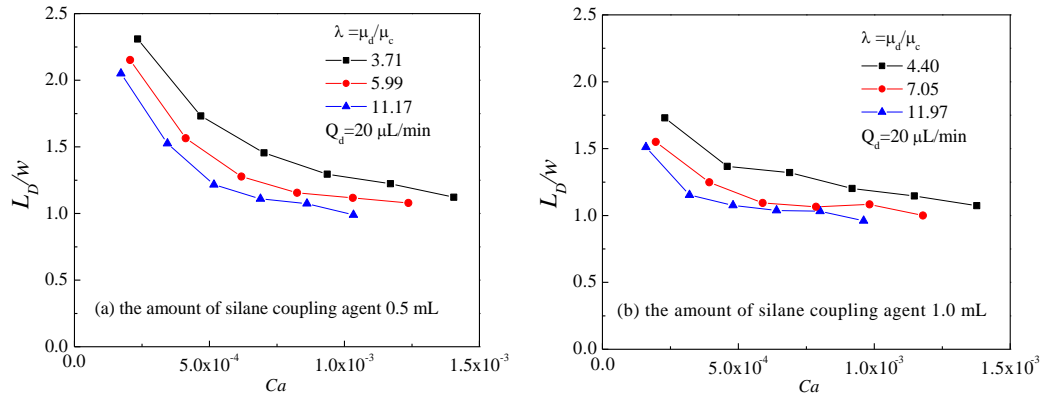 2.5
2.0
1.5
1.0
0.5
0.0
L_D/w
λ =μ_d/μ_c
3.71
5.99
11.17
Q_d=20 μL/min
(a) the amount of silane coupling agent 0.5 mL
0.0
5.0x10⁻⁴
1.0x10⁻³
1.5x10⁻³
Ca
2.5
2.0
1.5
1.0
0.5
0.0
L_D/w
λ =μ_d/μ_c
4.40
7.05
11.97
Q_d=20 μL/min
(b) the amount of silane coupling agent 1.0 mL
0.0
5.0x10⁻⁴
1.0x10⁻³
1.5x10⁻³
Ca